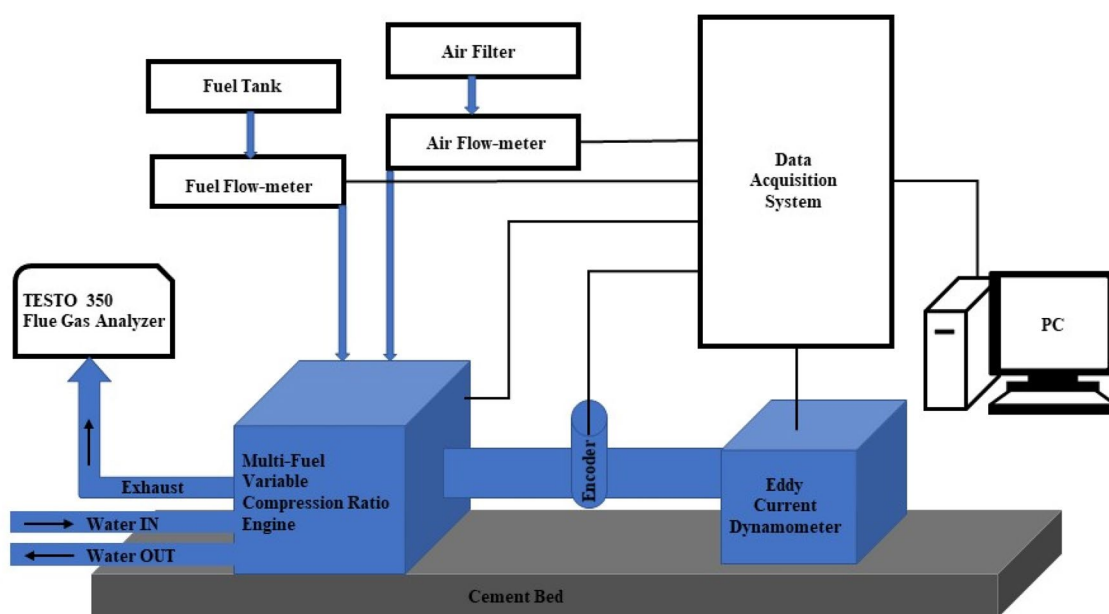 Air Filter
Fuel Tank
Air Flow-meter
Fuel Flow-meter
Data
Acquisition
System
TESTO 350
Flue Gas Analyzer
PC
Multi-Fuel
Variable
Compression Ratio
Engine
Encoder
Eddy
Current
Dynamometer
Exhaust
Water IN
Water OUT
Cement Bed